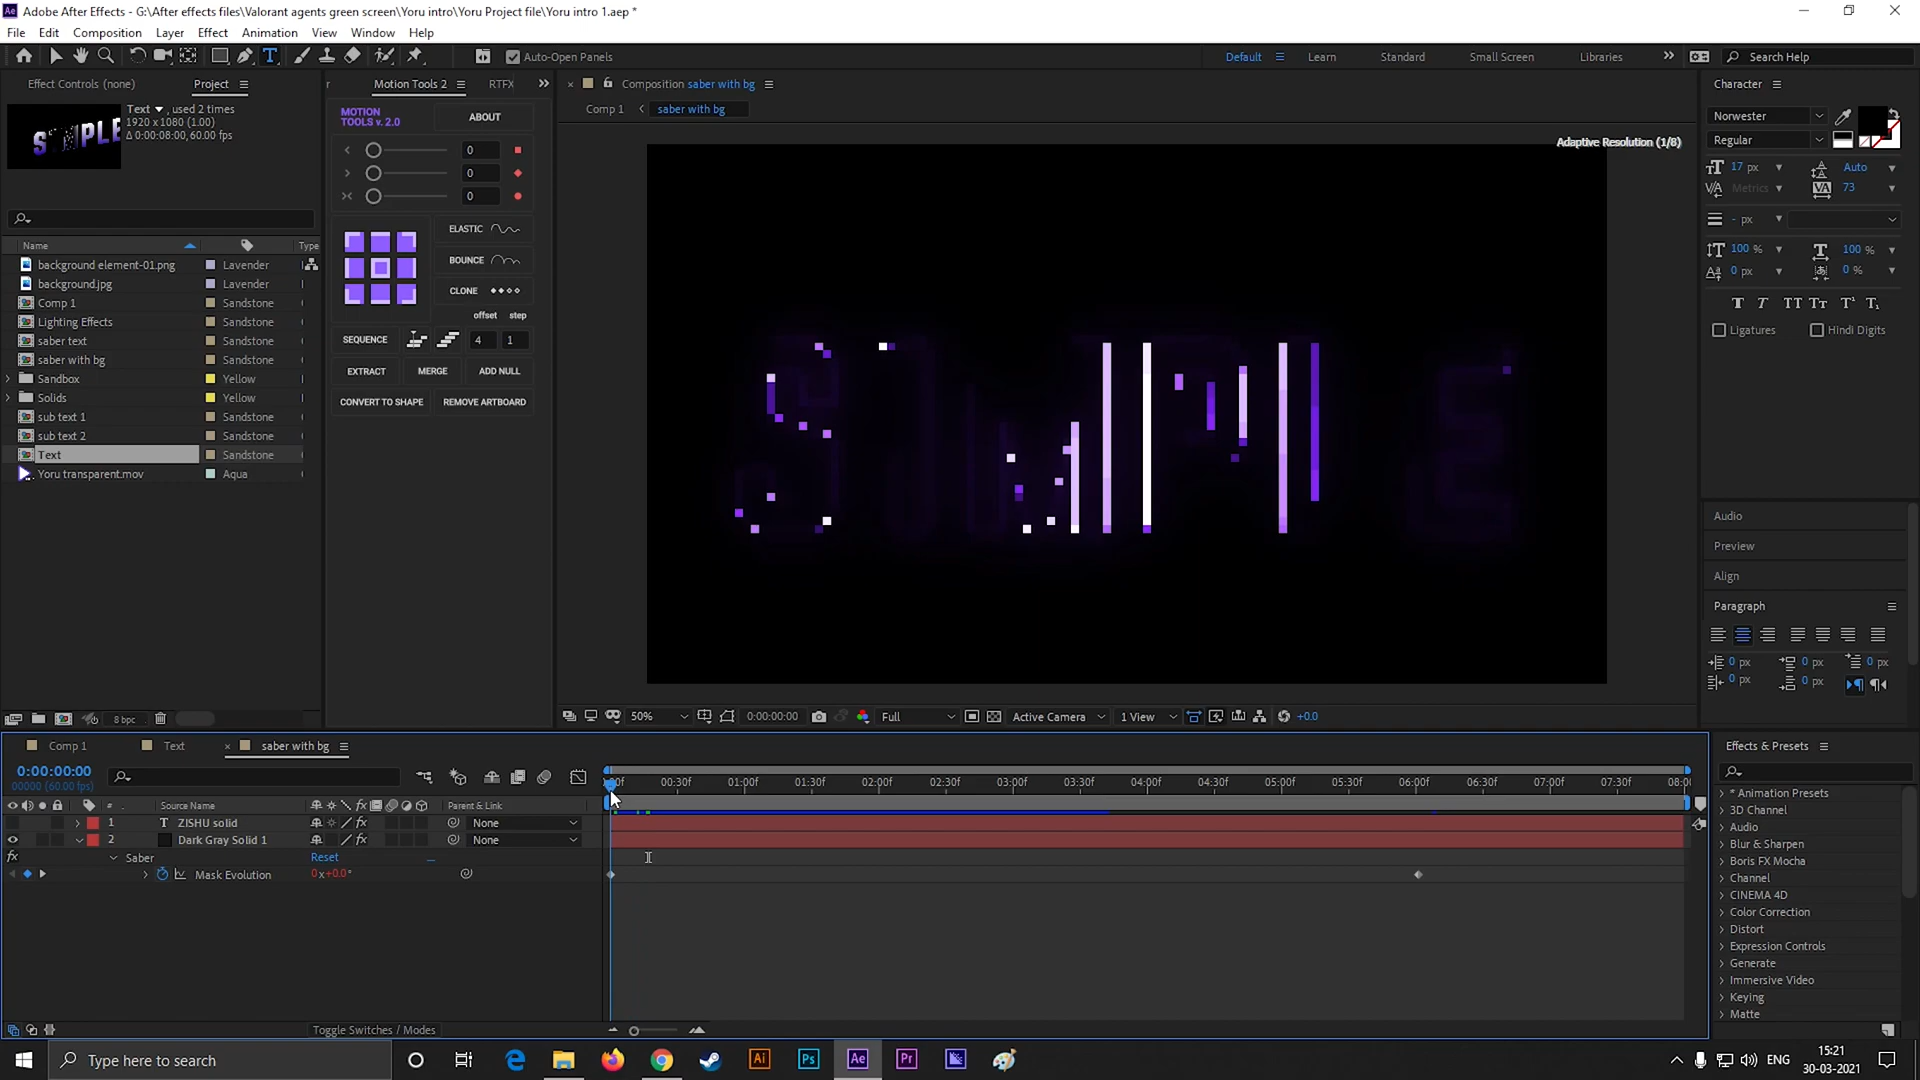 Ae Adobe After Effects - G:\After effects files\Valorant agents green screen\Yoru intro\Yoru Project file\Yoru intro 1.aep *
File Edit Composition Layer Effect Animation View Window Help
Auto-Open Panels Default Learn Standard Small Screen Libraries Search Help
Effect Controls (none) Project Motion Tools 2 RTFX Composition saber with bg Character
Text , used 2 times
1920 x 1080 (1.00)
Δ 0:00:08:00, 60.00 fps
MOTION
TOOLS v. 2.0
ABOUT
Comp 1 saber with bg
Norwester
Regular
Adaptive Resolution (1/8)
0
0
0
17 px Auto
Metrics 73
- px
100 % 100 %
0 px 0 %
Ligatures Hindi Digits
ELASTIC
BOUNCE
CLONE
offset step
SEQUENCE 4 1
EXTRACT MERGE ADD NULL
CONVERT TO SHAPE REMOVE ARTBOARD
Name Type
background element-01.png Lavender
background.jpg Lavender
Comp 1 Sandstone
Lighting Effects Sandstone
saber text Sandstone
saber with bg Sandstone
Sandbox Yellow
Solids Yellow
sub text 1 Sandstone
sub text 2 Sandstone
Text Sandstone
Yoru transparent.mov Aqua
Audio
Preview
Align
Paragraph
0 px 0 px 0 px
0 px 0 px
8 bpc
50% 0:00:00:00 Full Active Camera 1 View +0.0
Comp 1 Text saber with bg
0:00:00:00
00000 (60.00 fps)
00:30f 01:00f 01:30f 02:00f 02:30f 03:00f 03:30f 04:00f 04:30f 05:00f 05:30f 06:00f 06:30f 07:00f 07:30f
# Source Name Parent & Link
1 T ZISHU solid None
2 Dark Gray Solid 1 None
fx Saber Reset
Mask Evolution 0x+0.0°
Toggle Switches / Modes
Effects & Presets
* Animation Presets
3D Channel
Audio
Blur & Sharpen
Boris FX Mocha
Channel
CINEMA 4D
Color Correction
Distort
Expression Controls
Generate
Immersive Video
Keying
Matte
Type here to search
Ai Ps Ae Pr
ENG
15:21
30-03-2021